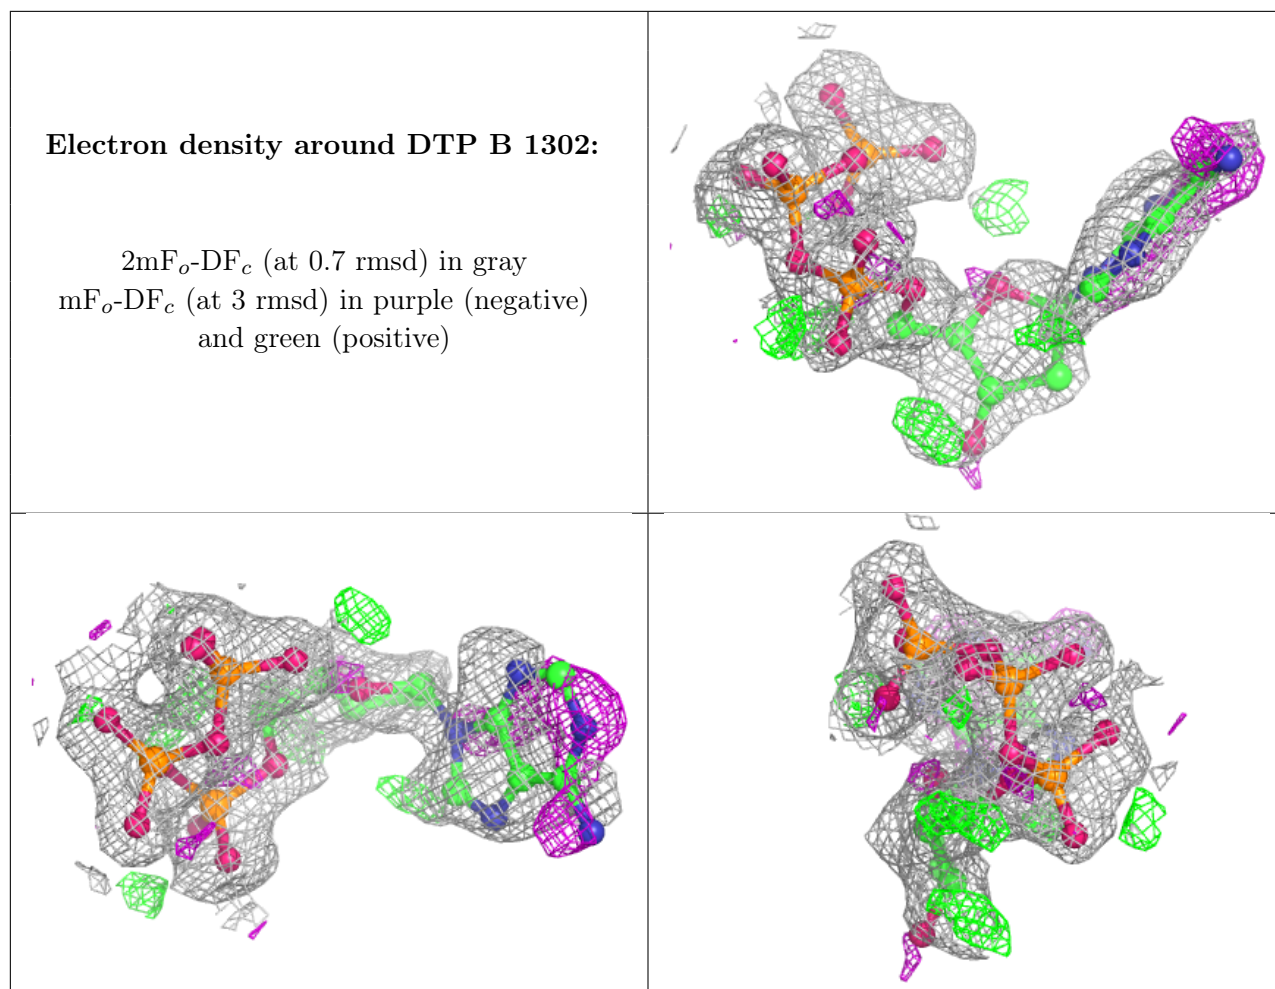 Electron density around DTP B 1302:
2mFo-DFc (at 0.7 rmsd) in gray
mFo-DFc (at 3 rmsd) in purple (negative)
and green (positive)